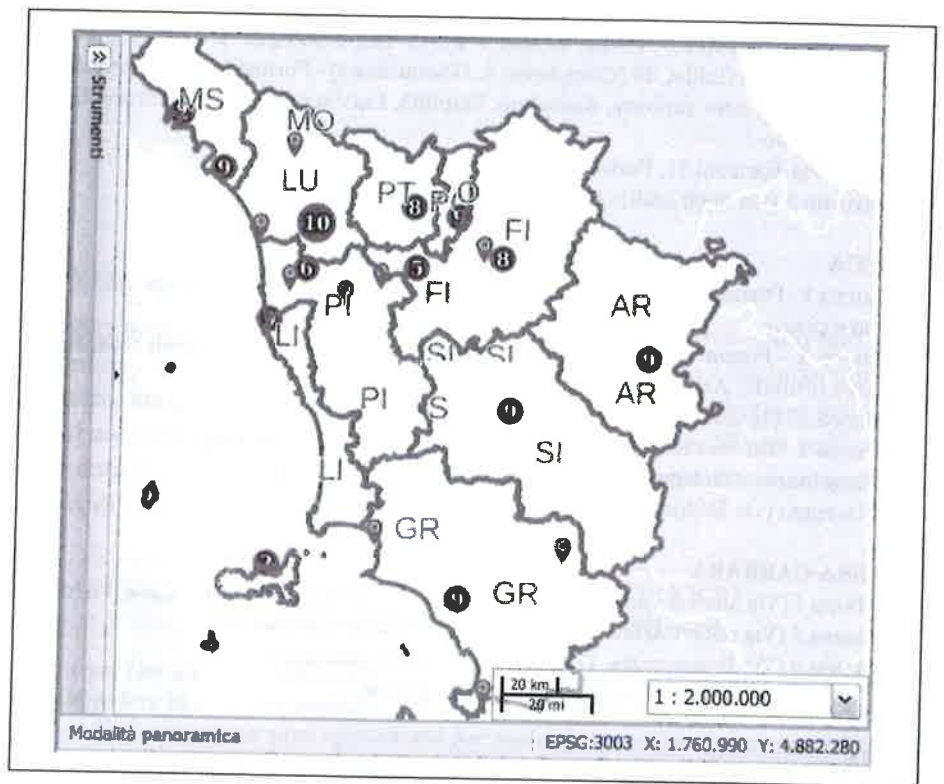 Strumenti
MS
MO
9
LU
PT
8
10
FI
6
5
8
PI
FI
AR
LI
SI SI
9
PI
S
9
AR
LI
SI
GR
9
GR
20 km
20 mi
1 : 2.000.000
Modalità panoramica
EPSG:3003 X: 1.760.990 Y: 4.882.280